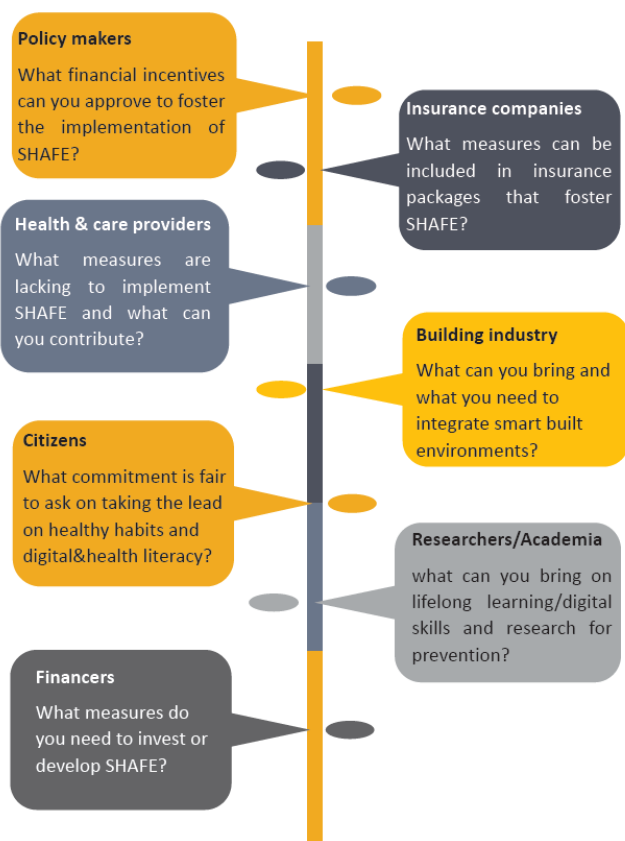 Policy makers
What financial incentives
can you approve to foster
the implementation of
SHAFE?
Insurance companies
What measures can be
included in insurance
packages that foster
SHAFE?
Health & care providers
What measures are
lacking to implement
SHAFE and what can
you contribute?
Building industry
What can you bring and
what you need to
integrate smart built
environments?
Citizens
What commitment is fair
to ask on taking the lead
on healthy habits and
digital&health literacy?
Researchers/Academia
what can you bring on
lifelong learning/digital
skills and research for
prevention?
Financers
What measures do
you need to invest or
develop SHAFE?